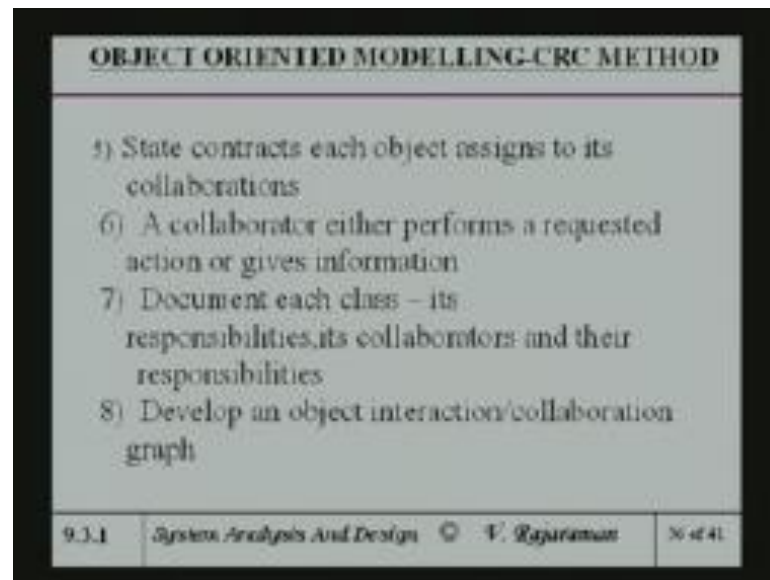 OBJECT ORIENTED MODELLING-CRC METHOD
5) State contracts each object assigns to its
collaborations
6) A collaborator either performs a requested
action or gives information
7) Document each class – its
responsibilities,its collaborators and their
responsibilities
8) Develop an object interaction/collaboration
graph
9.3.1 System Analysis And Design © V. Rajaraman 36 of 41